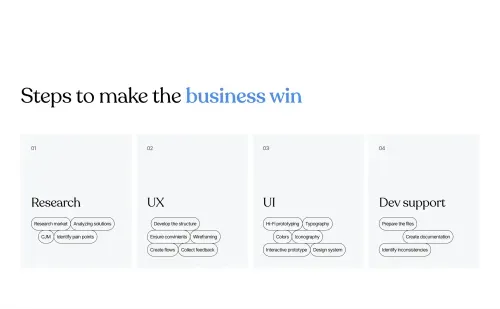 Steps to make the business win
01
Research
Research market Analyzing solutions
CJM Identify pain points
02
UX
Develop the structure
Ensure convinients Wireframing
Create flows Collect feedback
03
UI
Hi-Fi prototyping Typography
Colors Iconography
Interactive prototype Design system
04
Dev support
Prepare the files
Create documentation
Identify inconsistencies